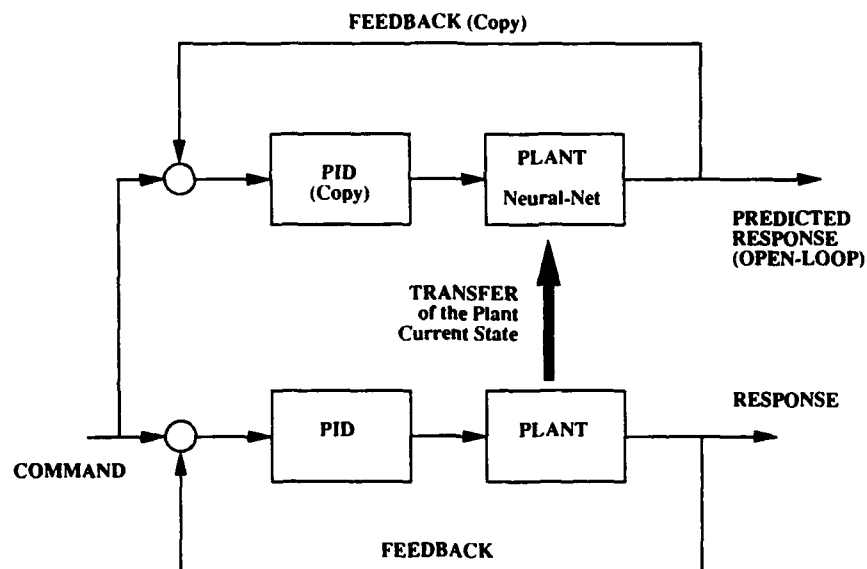 FEEDBACK (Copy)
PID
(Copy)
PLANT
Neural-Net
PREDICTED
RESPONSE
(OPEN-LOOP)
TRANSFER
of the Plant
Current State
RESPONSE
PID
PLANT
COMMAND
FEEDBACK